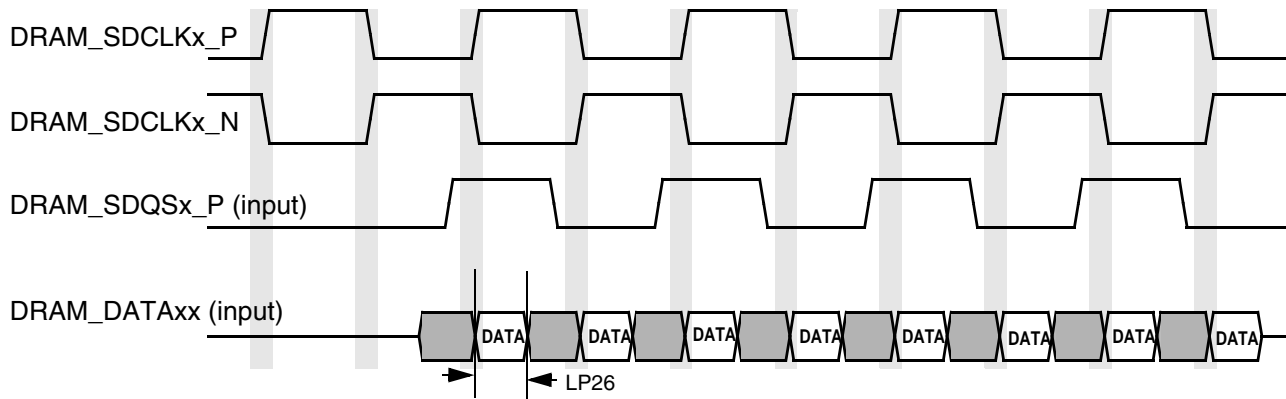 DRAM_SDCLKx_P
DRAM_SDCLKx_N
DRAM_SDQSx_P (input)
DRAM_DATAxx (input)
DATA DATA DATA DATA DATA DATA DATA DATA
LP26